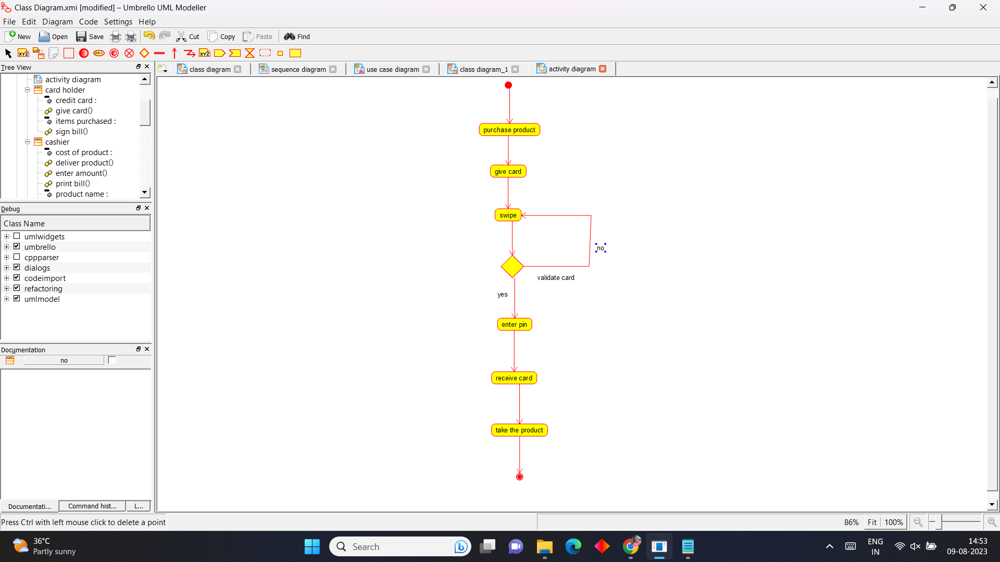 Class Diagram.xmi [modified] – Umbrello UML Modeller
File Edit Diagram Code Settings Help
New Open Save Cut Copy Paste Find
XYZ XYZ ABC XYZ
Tree View
class diagram sequence diagram use case diagram class diagram_1 activity diagram
activity diagram
card holder
credit card :
give card()
items purchased :
sign bill()
cashier
cost of product :
deliver product()
enter amount()
print bill()
product name :
Debug
Class Name
umlwidgets
umbrello
cppparser
dialogs
codeimport
refactoring
umlmodel
Documentation
no
Documentati... Command hist... L...
purchase product
give card
swipe
no
validate card
yes
enter pin
receive card
take the product
Press Ctrl with left mouse click to delete a point
86% Fit 100%
36°C
Partly sunny
Search
ENG
IN
14:53
09-08-2023